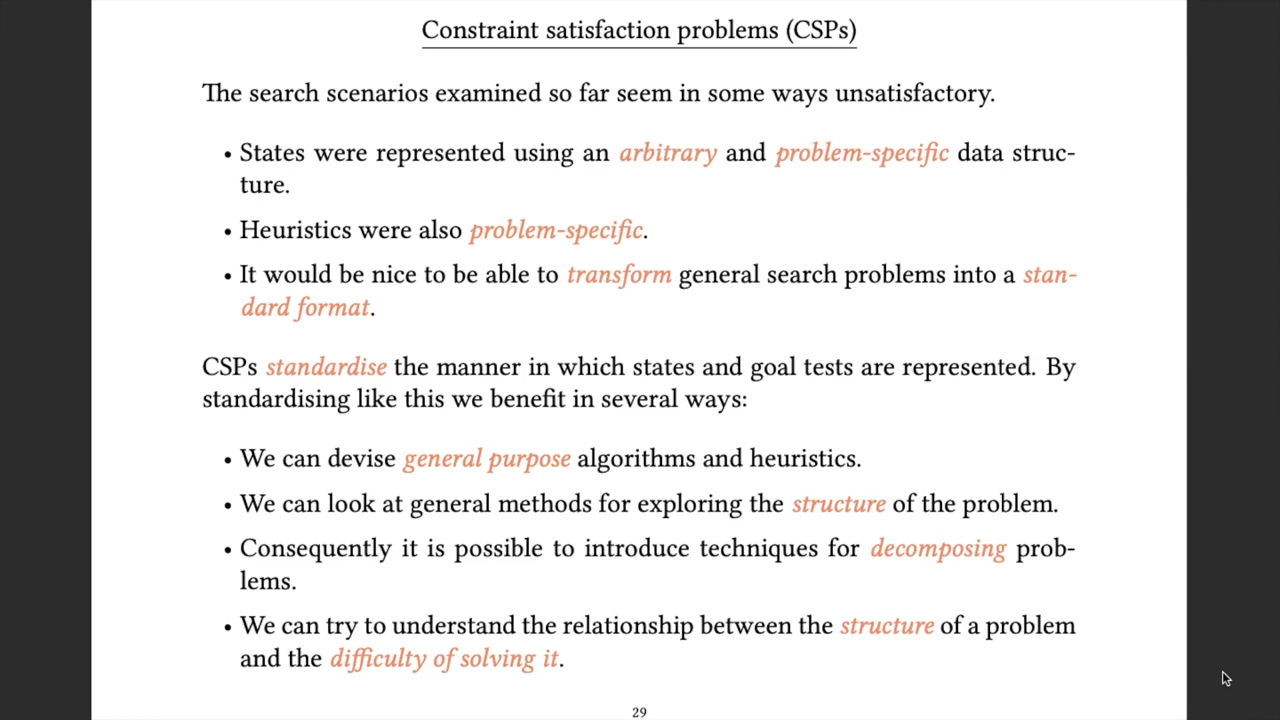 Constraint satisfaction problems (CSPs)
The search scenarios examined so far seem in some ways unsatisfactory.
• States were represented using an arbitrary and problem-specific data struc-
ture.
• Heuristics were also problem-specific.
• It would be nice to be able to transform general search problems into a stan-
dard format.
CSPs standardise the manner in which states and goal tests are represented. By
standardising like this we benefit in several ways:
• We can devise general purpose algorithms and heuristics.
• We can look at general methods for exploring the structure of the problem.
• Consequently it is possible to introduce techniques for decomposing prob-
lems.
• We can try to understand the relationship between the structure of a problem
and the difficulty of solving it.
29